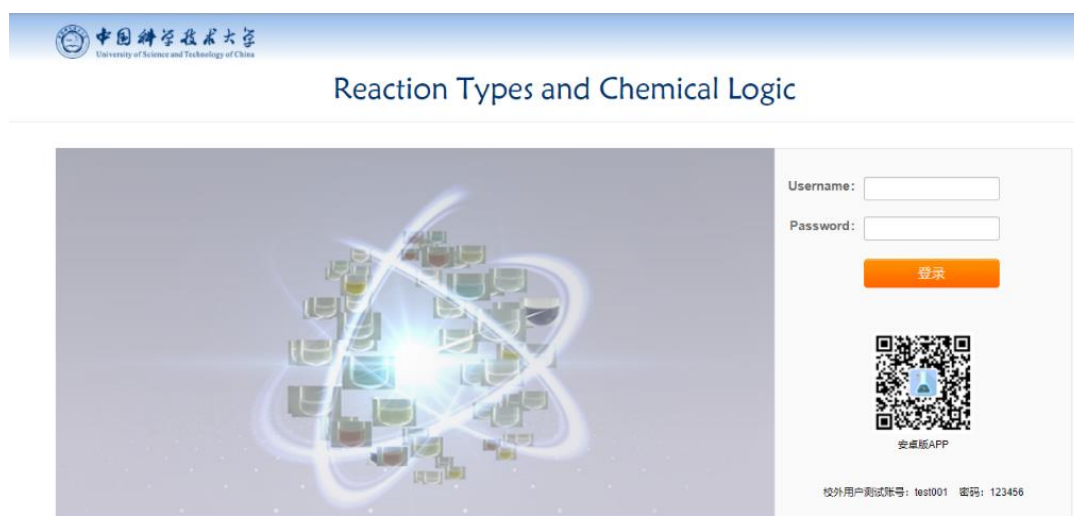 中国科学技术大学
University of Science and Technology of China
Reaction Types and Chemical Logic
Username:
Password:
登录
安卓版APP
校外用户测试账号：test001 密码：123456